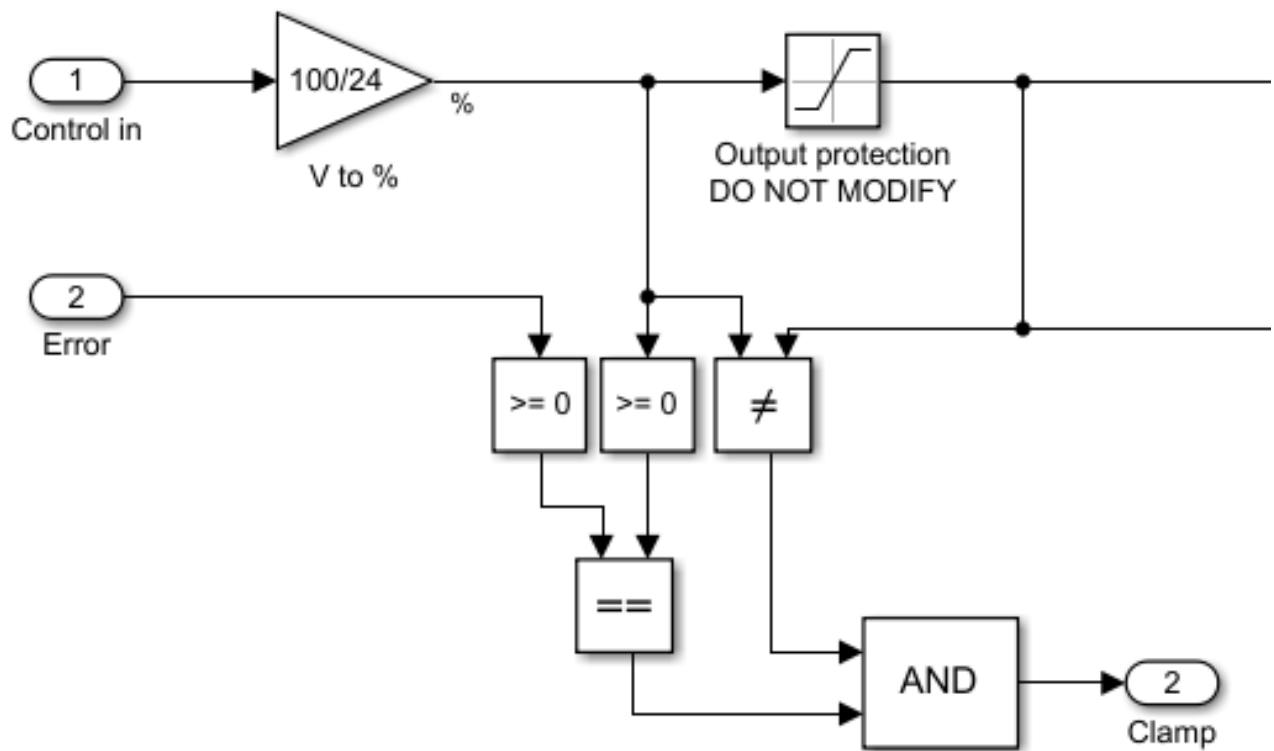 1
Control in
100/24
%
V to %
Output protection
DO NOT MODIFY
2
Error
>= 0
>= 0
≠
==
AND
2
Clamp